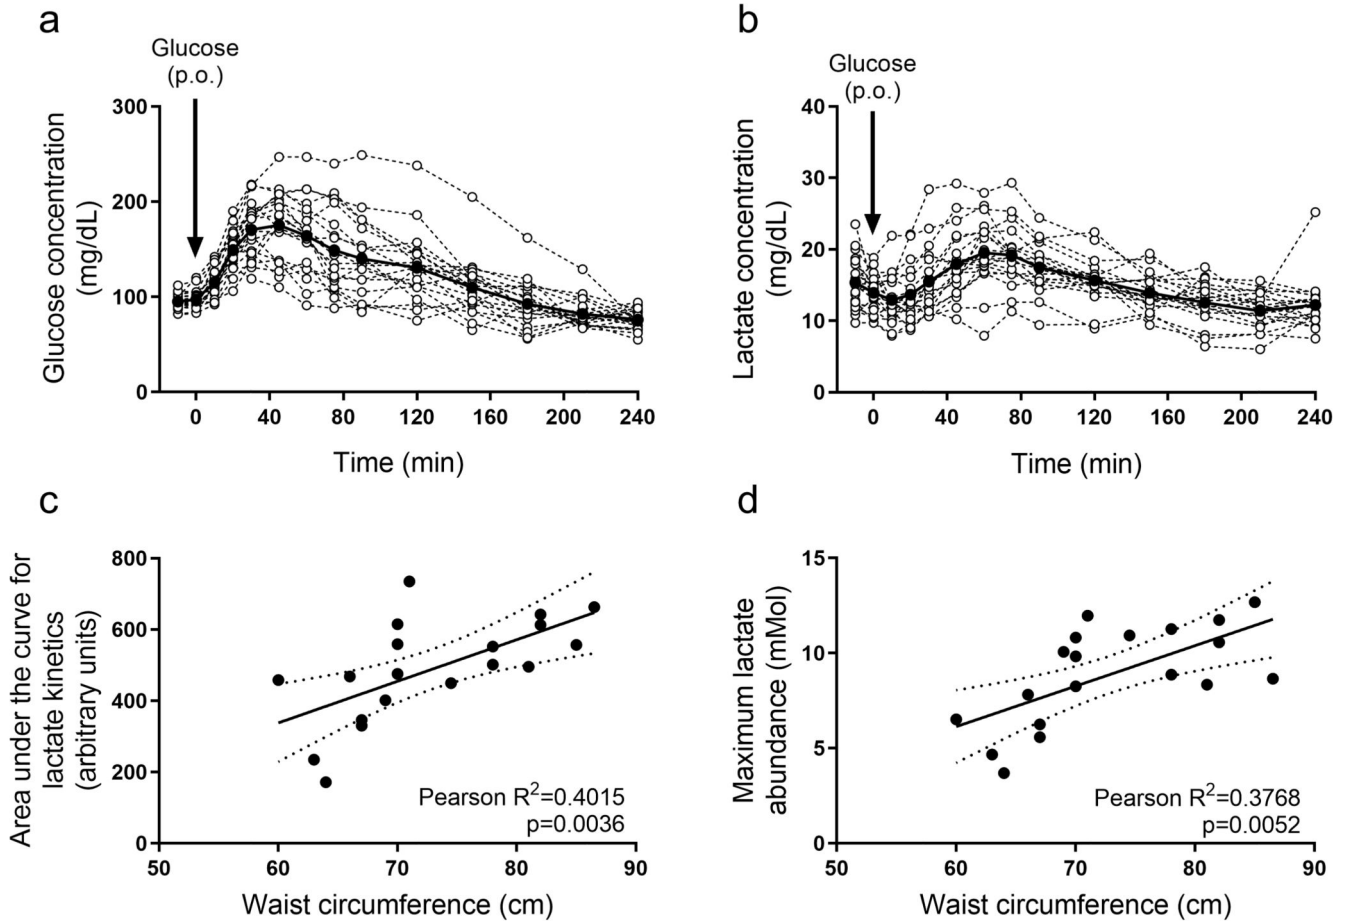 a
Glucose
(p.o.)
Glucose concentration
(mg/dL)
300
200
100
0
0 40 80 120 160 200 240
Time (min)
b
Glucose
(p.o.)
Lactate concentration
(mg/dL)
40
30
20
10
0
0 40 80 120 160 200 240
Time (min)
c
Area under the curve for
lactate kinetics
(arbitrary units)
800
600
400
200
0
Pearson R²=0.4015
p=0.0036
50 60 70 80 90
Waist circumference (cm)
d
Maximum lactate
abundance (mMol)
15
10
5
0
Pearson R²=0.3768
p=0.0052
50 60 70 80 90
Waist circumference (cm)